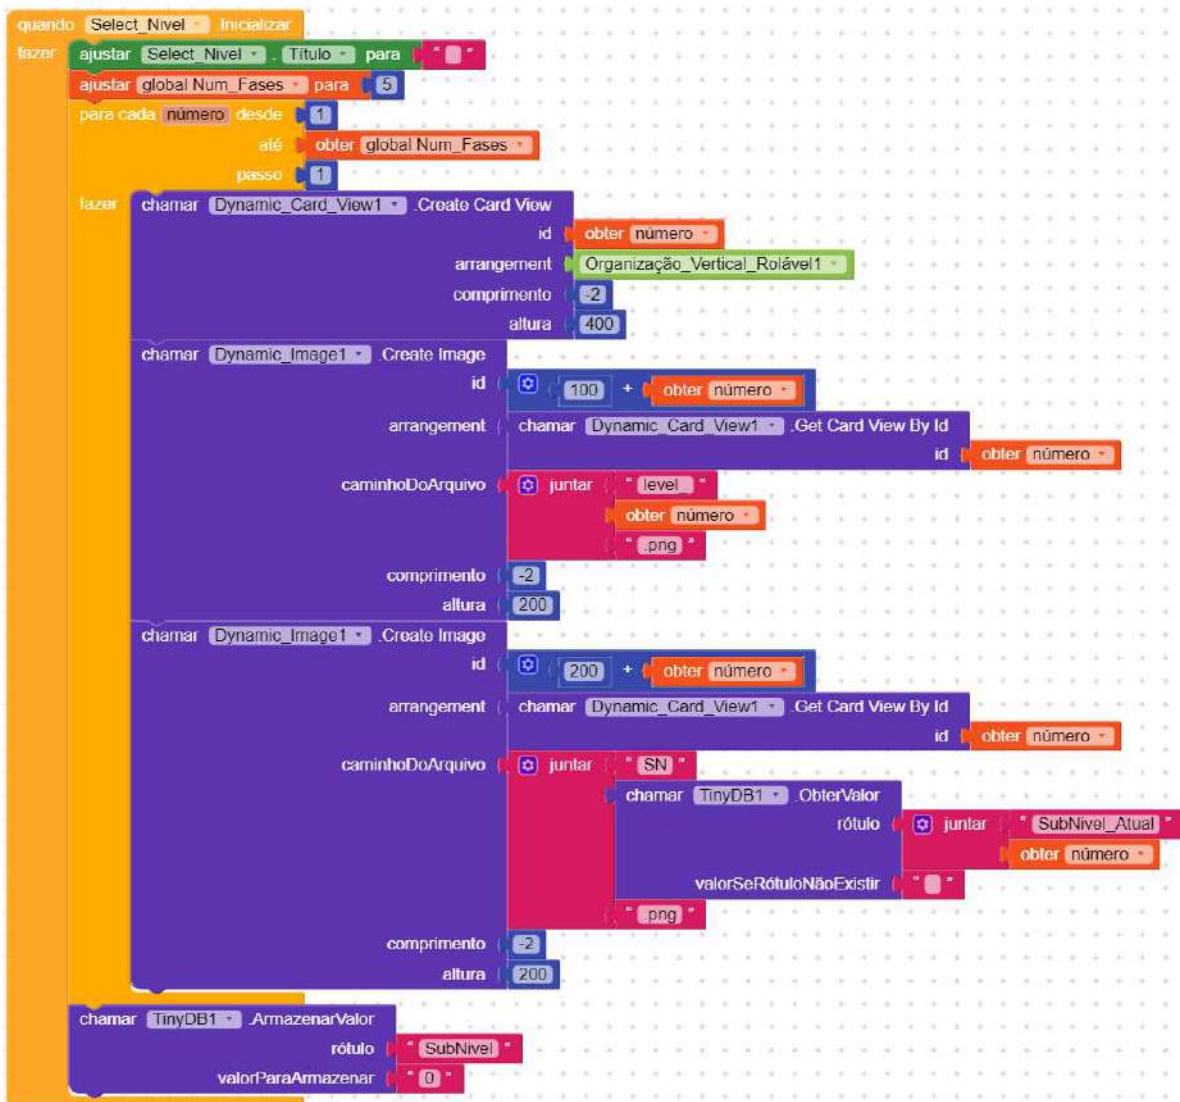 quando Select_Nivel .Inicializar
fazer ajustar Select_Nivel . Título para " "
ajustar global Num_Fases para 5
para cada número desde 1
até obter global Num_Fases
passo 1
fazer chamar Dynamic_Card_View1 .Create Card View
id obter número
arrangement Organização_Vertical_Rolável1
comprimento -2
altura 400
chamar Dynamic_Image1 .Create Image
id 100 + obter número
arrangement chamar Dynamic_Card_View1 .Get Card View By Id
id obter número
caminhoDoArquivo juntar " level_ "
obter número
" .png "
comprimento -2
altura 200
chamar Dynamic_Image1 .Create Image
id 200 + obter número
arrangement chamar Dynamic_Card_View1 .Get Card View By Id
id obter número
caminhoDoArquivo juntar " SN "
chamar TinyDB1 .ObterValor
rótulo juntar " SubNivel_Atual "
obter número
valorSeRótuloNãoExistir " "
" .png "
comprimento -2
altura 200
chamar TinyDB1 .ArmazenarValor
rótulo " SubNivel "
valorParaArmazenar " 0 "